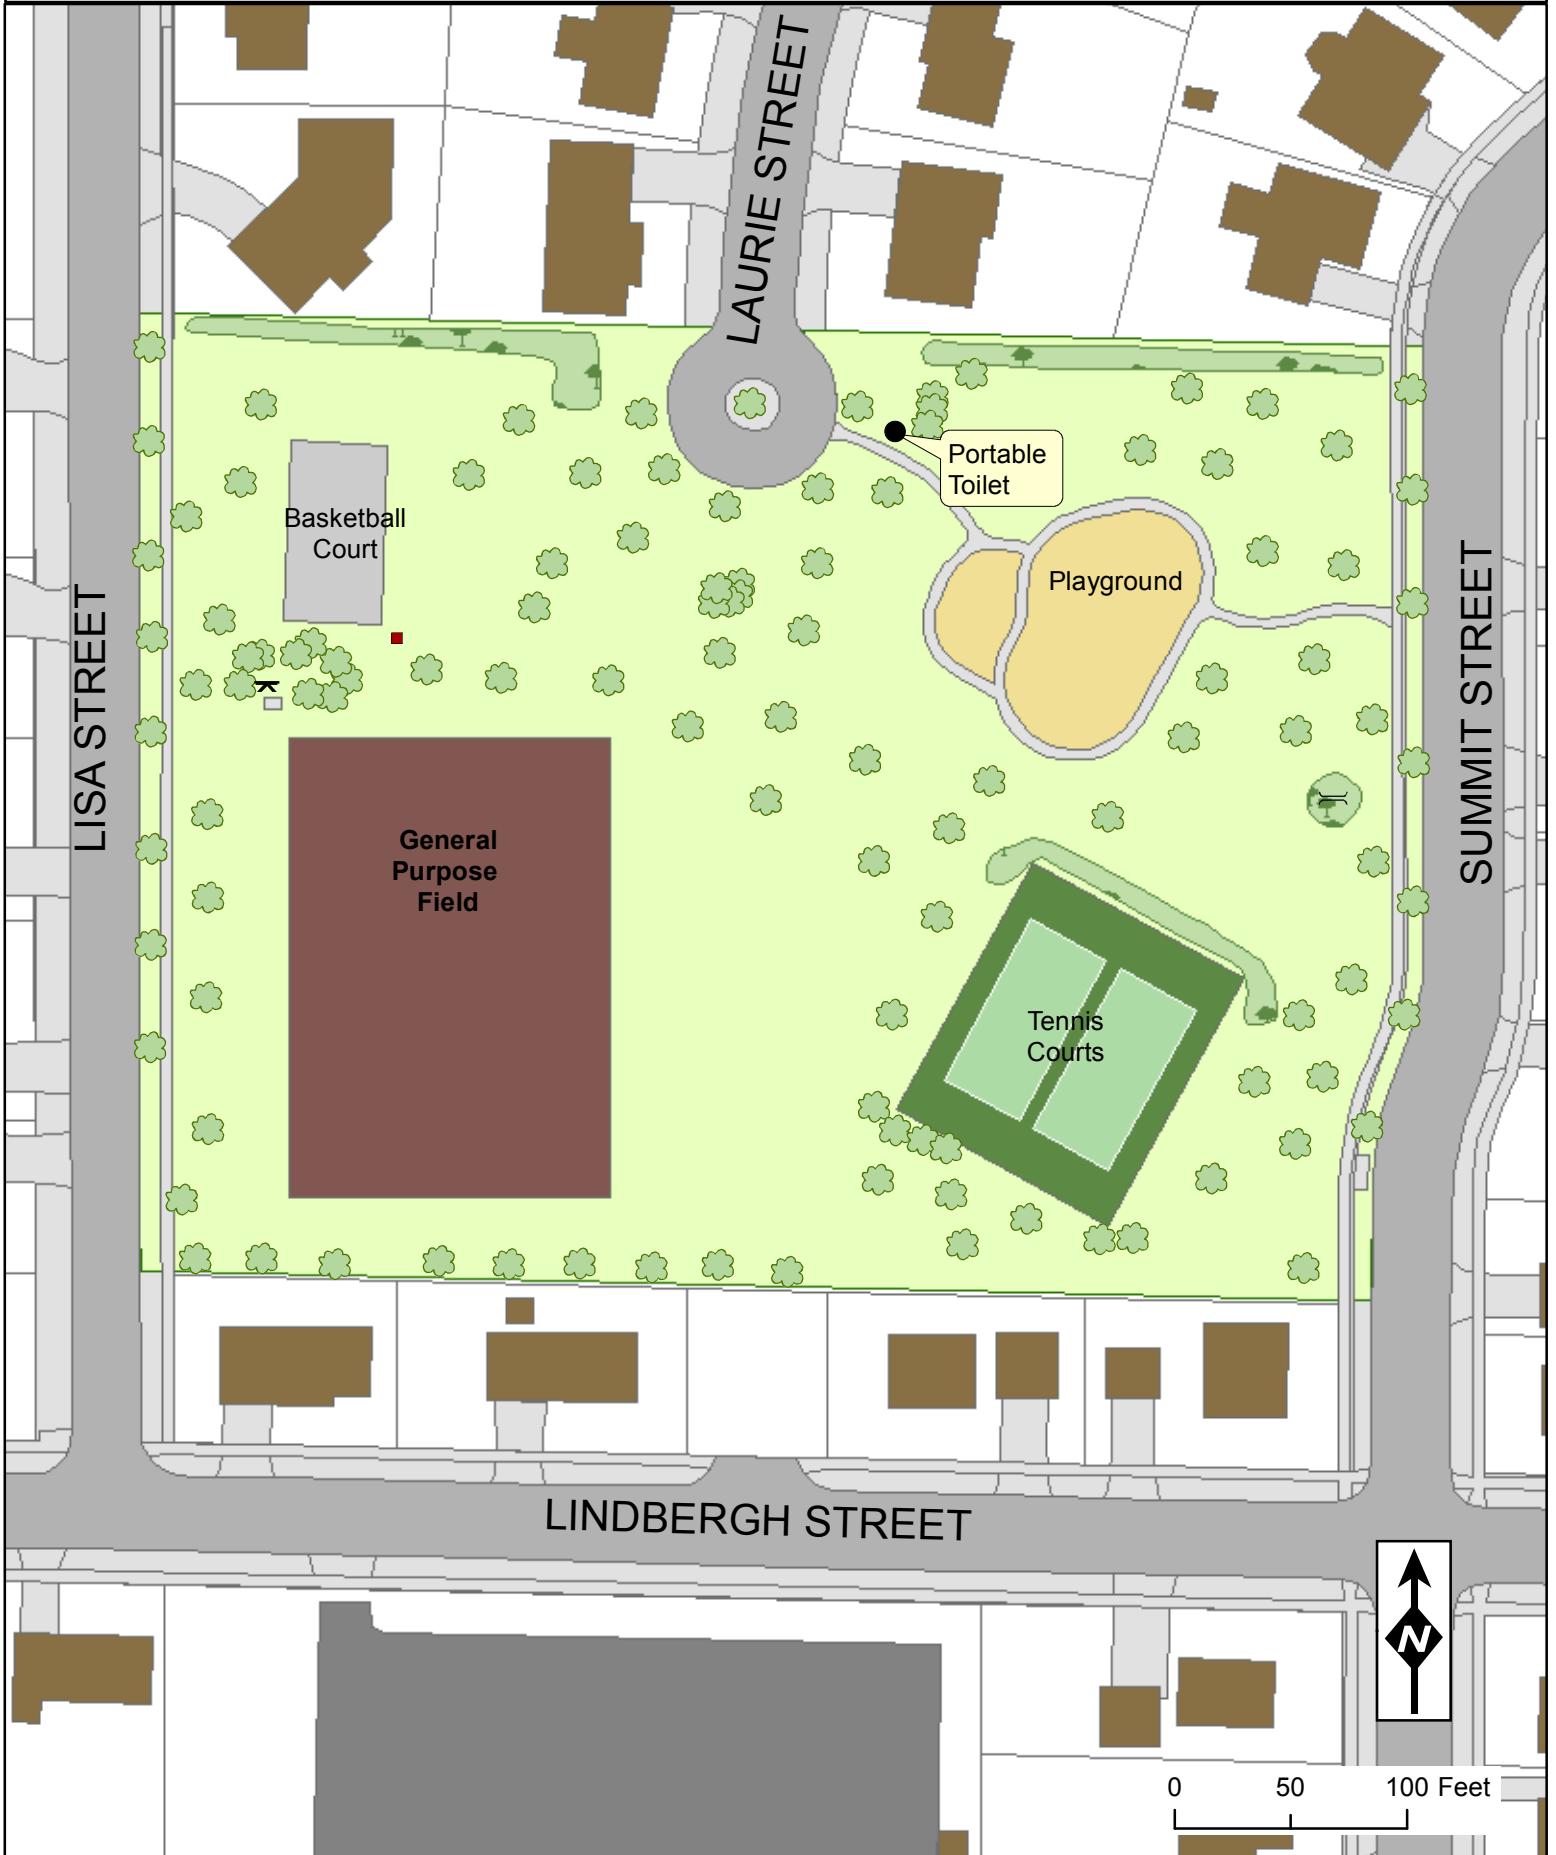 LAURIE STREET
Portable
Toilet
Basketball
Court
Playground
LISA STREET
SUMMIT STREET
General
Purpose
Field
Tennis
Courts
LINDBERGH STREET
N
0 50 100 Feet